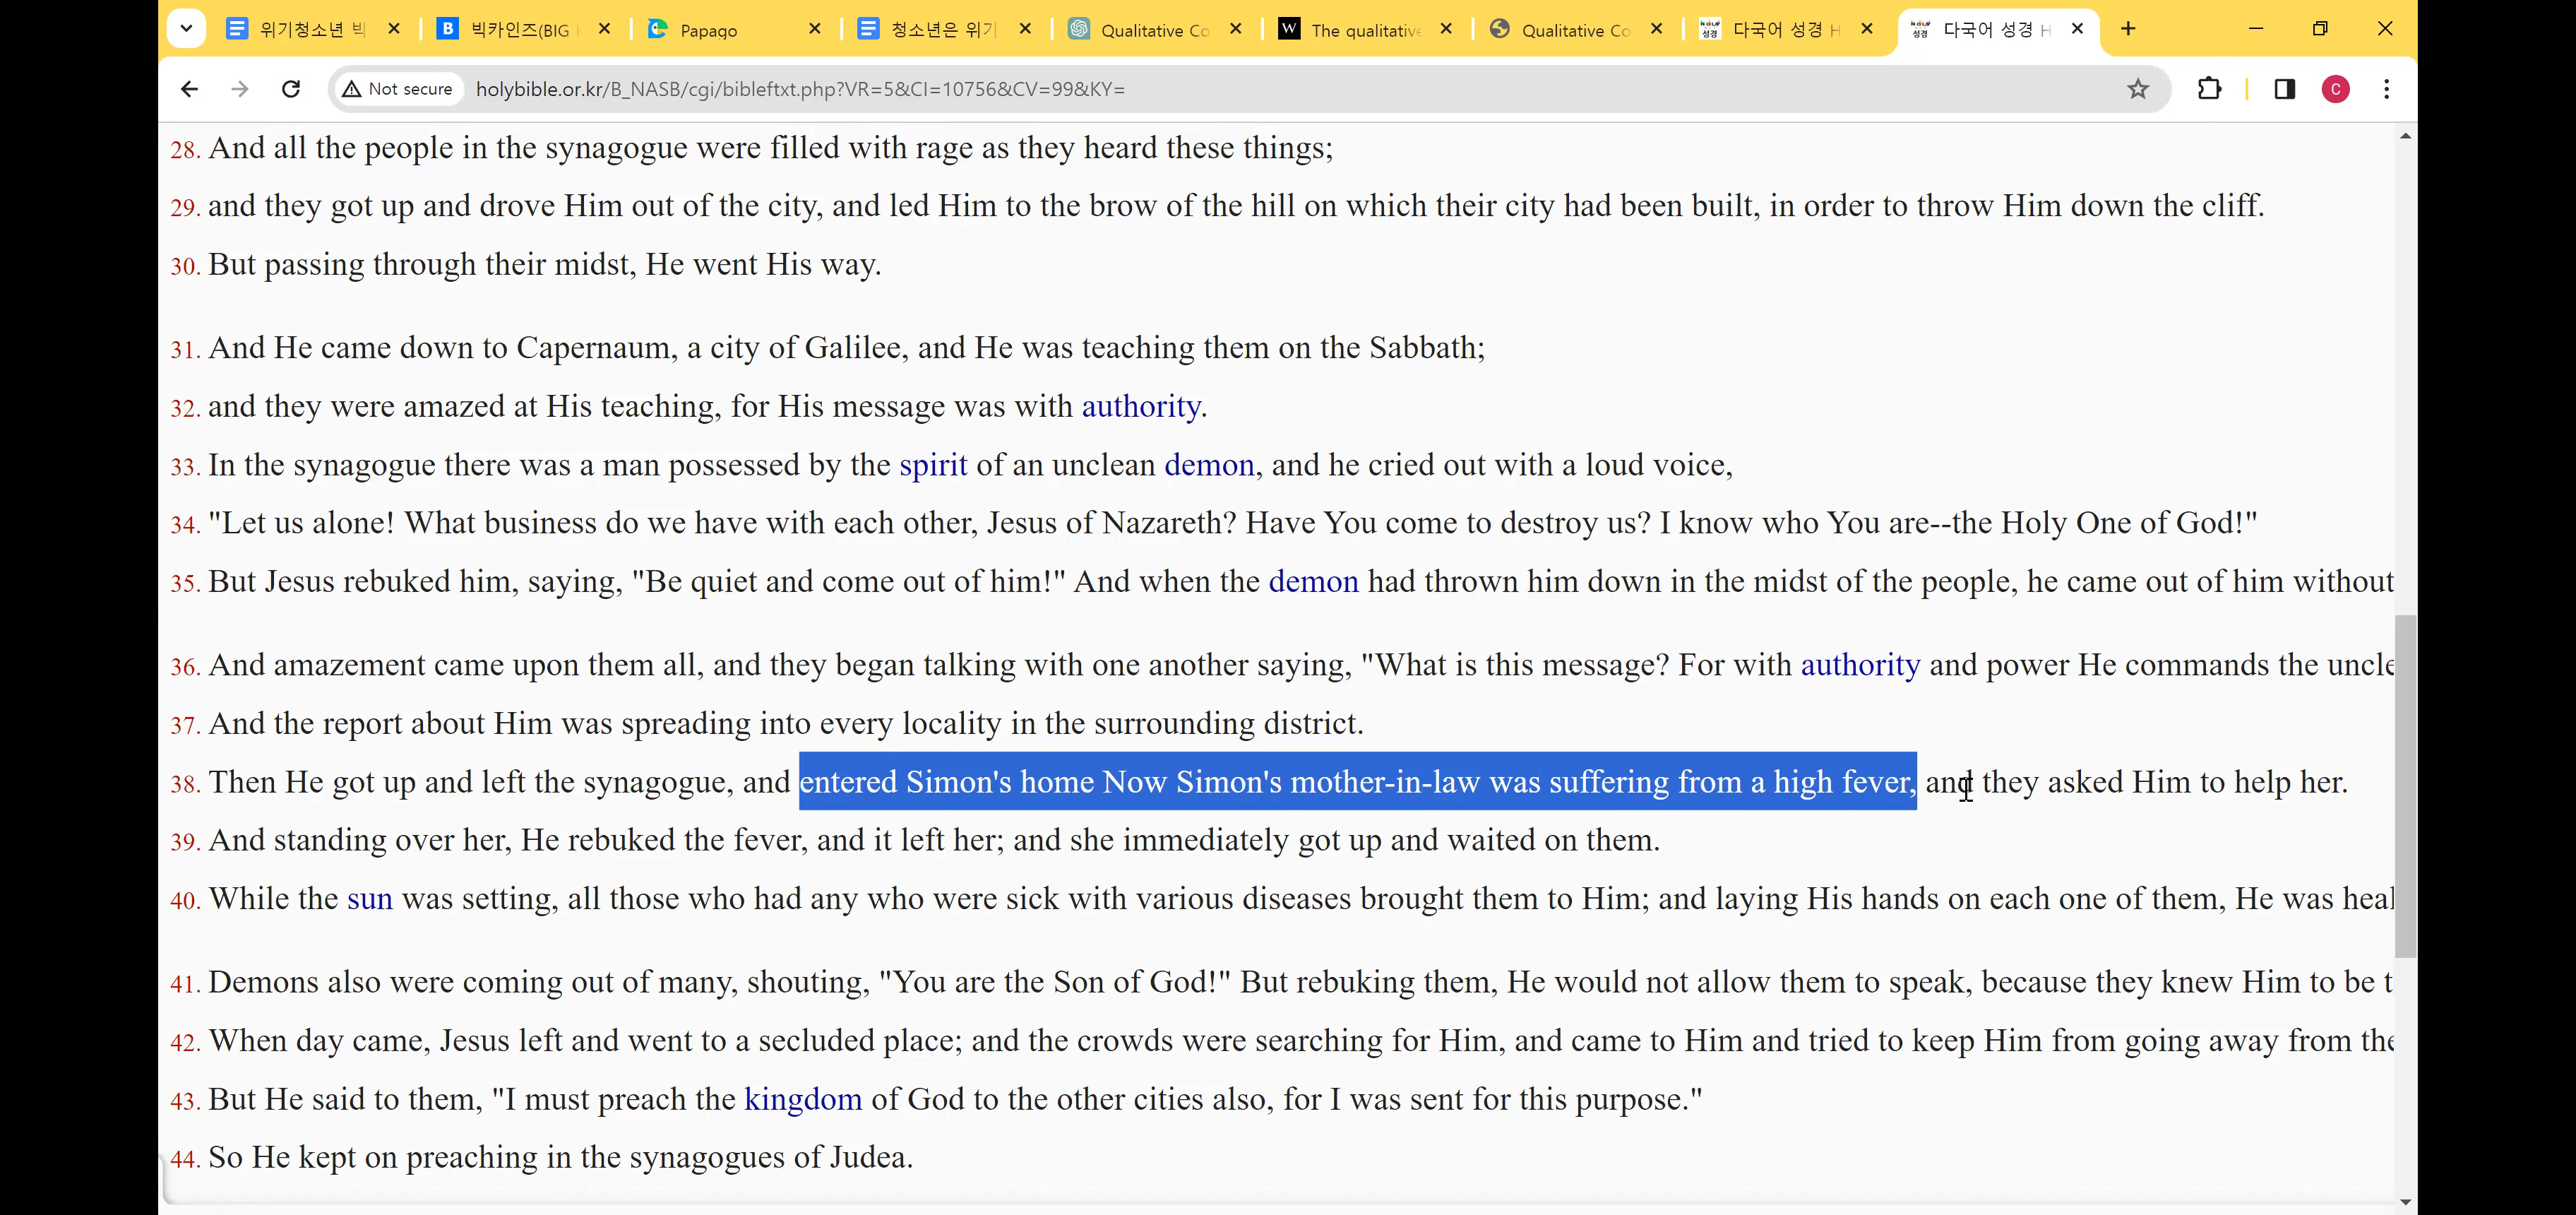 위기청소년 빅
빅카인즈(BIG
Papago
청소년은 위기
Qualitative Co
The qualitative
Qualitative Co
다국어 성경 H
다국어 성경 H
Not secure
holybible.or.kr/B_NASB/cgi/bibleftxt.php?VR=5&CI=10756&CV=99&KY=
C
28. And all the people in the synagogue were filled with rage as they heard these things;
29. and they got up and drove Him out of the city, and led Him to the brow of the hill on which their city had been built, in order to throw Him down the cliff.
30. But passing through their midst, He went His way.
31. And He came down to Capernaum, a city of Galilee, and He was teaching them on the Sabbath;
32. and they were amazed at His teaching, for His message was with authority.
33. In the synagogue there was a man possessed by the spirit of an unclean demon, and he cried out with a loud voice,
34. "Let us alone! What business do we have with each other, Jesus of Nazareth? Have You come to destroy us? I know who You are--the Holy One of God!"
35. But Jesus rebuked him, saying, "Be quiet and come out of him!" And when the demon had thrown him down in the midst of the people, he came out of him without
36. And amazement came upon them all, and they began talking with one another saying, "What is this message? For with authority and power He commands the uncle
37. And the report about Him was spreading into every locality in the surrounding district.
38. Then He got up and left the synagogue, and entered Simon's home Now Simon's mother-in-law was suffering from a high fever, and they asked Him to help her.
39. And standing over her, He rebuked the fever, and it left her; and she immediately got up and waited on them.
40. While the sun was setting, all those who had any who were sick with various diseases brought them to Him; and laying His hands on each one of them, He was heal
41. Demons also were coming out of many, shouting, "You are the Son of God!" But rebuking them, He would not allow them to speak, because they knew Him to be t
42. When day came, Jesus left and went to a secluded place; and the crowds were searching for Him, and came to Him and tried to keep Him from going away from the
43. But He said to them, "I must preach the kingdom of God to the other cities also, for I was sent for this purpose."
44. So He kept on preaching in the synagogues of Judea.